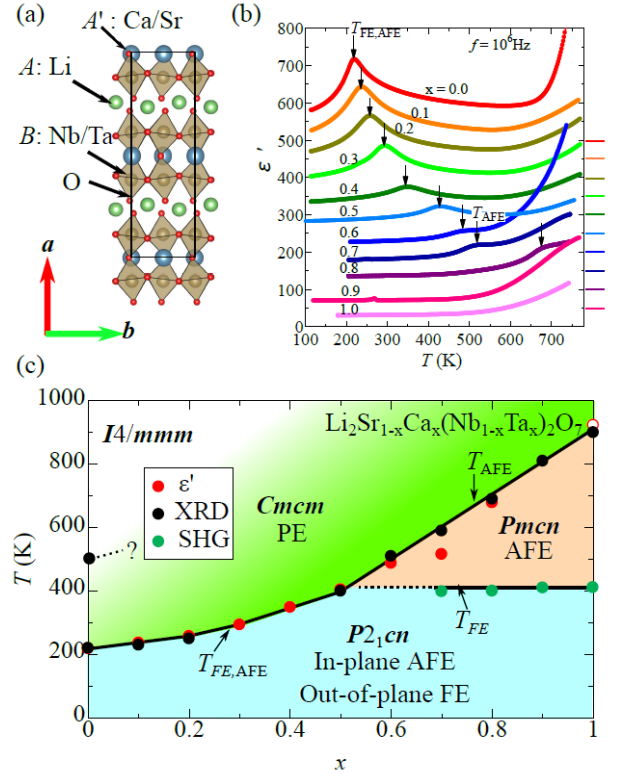 (a)
A' : Ca/Sr
A: Li
B: Nb/Ta
O
a
b
(b)
800
700
600
500
400
300
200
100
0
ε '
T_FE,AFE
f = 10⁶Hz
x = 0.0
0.1
0.2
0.3
0.4
0.5
T_AFE
0.6
0.7
0.8
0.9
1.0
100 200 300 400 500 600 700
T (K)
(c)
1000
800
600
400
200
0
T (K)
I4/mmm
Li₂Sr₁₋ₓCaₓ(Nb₁₋ₓTaₓ)₂O₇
ε'
XRD
SHG
Cmcm
PE
T_AFE
Pmcn
AFE
?
T_FE
T_FE,AFE
P2₁cn
In-plane AFE
Out-of-plane FE
0 0.2 0.4 0.6 0.8 1
x